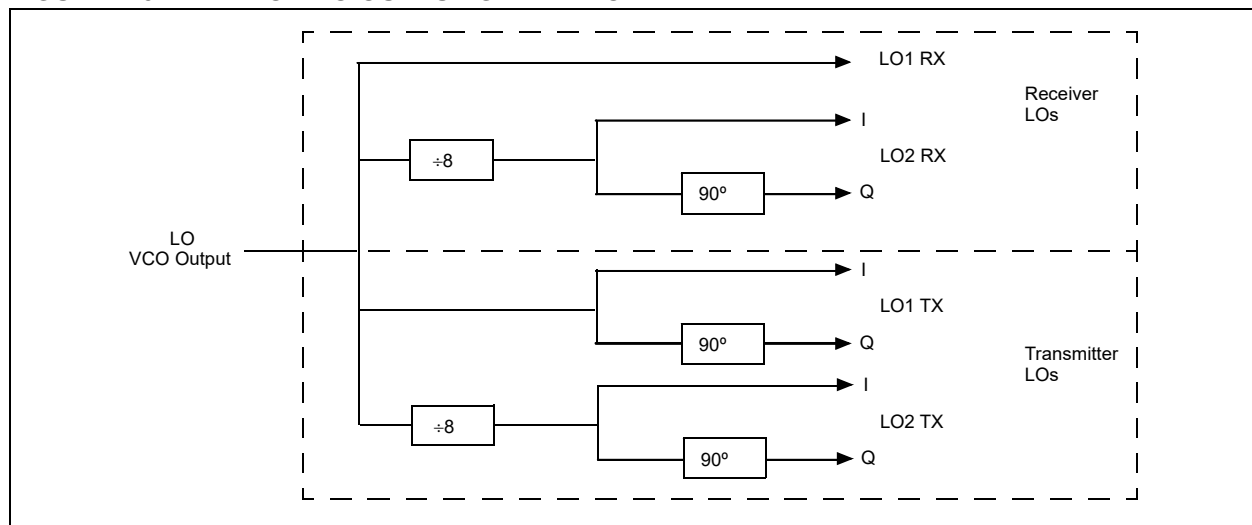 LO1 RX
Receiver
LOs
I
÷8
LO2 RX
90º
Q
LO
VCO Output
I
LO1 TX
90º
Q
Transmitter
LOs
I
÷8
LO2 TX
90º
Q